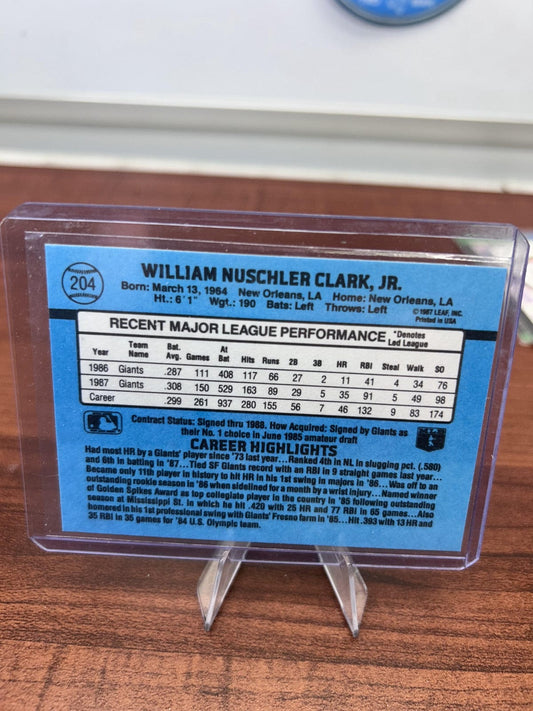 204
WILLIAM NUSCHLER CLARK, JR.
Born: March 13, 1964 New Orleans, LA Home: New Orleans, LA
Ht.: 6'1" Wgt.: 190 Bats: Left Throws: Left
©1987 LEAF, INC.
Printed in USA
RECENT MAJOR LEAGUE PERFORMANCE *Denotes Led League
Year Team Name Bat. Avg. Games At Bat Hits Runs 2B 3B HR RBI Steal Walk SO
1986 Giants .287 111 408 117 66 27 2 11 41 4 34 76
1987 Giants .308 150 529 163 89 29 5 35 91 5 49 98
Career .299 261 937 280 155 56 7 46 132 9 83 174
Contract Status: Signed thru 1988. How Acquired: Signed by Giants as
their No. 1 choice in June 1985 amateur draft
CAREER HIGHLIGHTS
Had most HR by a Giants' player since '73 last year...Ranked 4th in NL in slugging pct. (.580)
and 6th in batting in '87...Tied SF Giants record with an RBI in 9 straight games last year...
Became only 11th player in history to hit HR in his 1st swing in majors in '86...Was off to an
outstanding rookie season in '86 when sidelined for a month by a wrist injury...Named winner
of Golden Spikes Award as top collegiate player in the country in '85 following outstanding
season at Mississippi St. in which he hit .420 with 25 HR and 77 RBI in 65 games...Also
homered in his 1st professional swing with Giants' Fresno farm in '85...Hit .393 with 13 HR and
35 RBI in 35 games for '84 U.S. Olympic team.